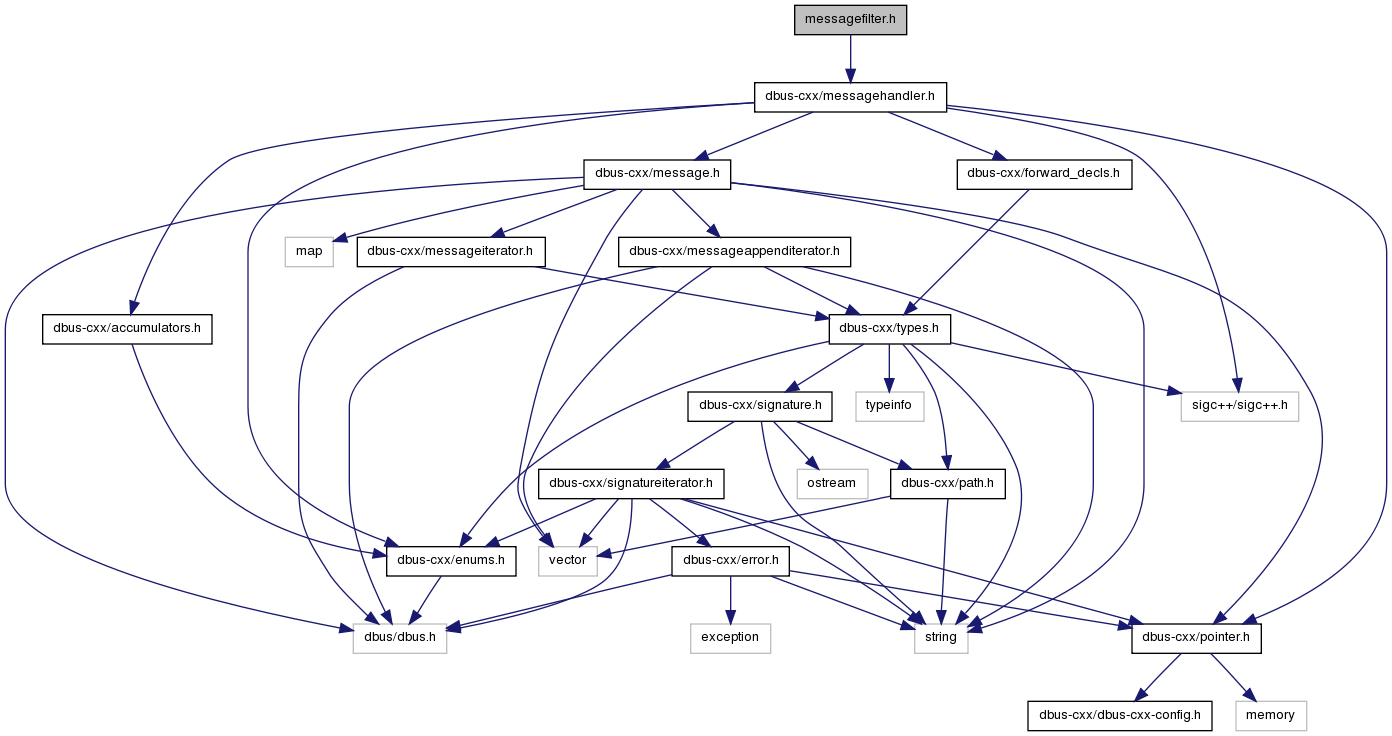 messagefilter.h
dbus-cxx/messagehandler.h
dbus-cxx/message.h
dbus-cxx/forward_decls.h
map
dbus-cxx/messageiterator.h
dbus-cxx/messageappenditerator.h
dbus-cxx/accumulators.h
dbus-cxx/types.h
dbus-cxx/signature.h
typeinfo
sigc++/sigc++.h
dbus-cxx/signatureiterator.h
ostream
dbus-cxx/path.h
dbus-cxx/enums.h
vector
dbus-cxx/error.h
dbus/dbus.h
exception
string
dbus-cxx/pointer.h
dbus-cxx/dbus-cxx-config.h
memory